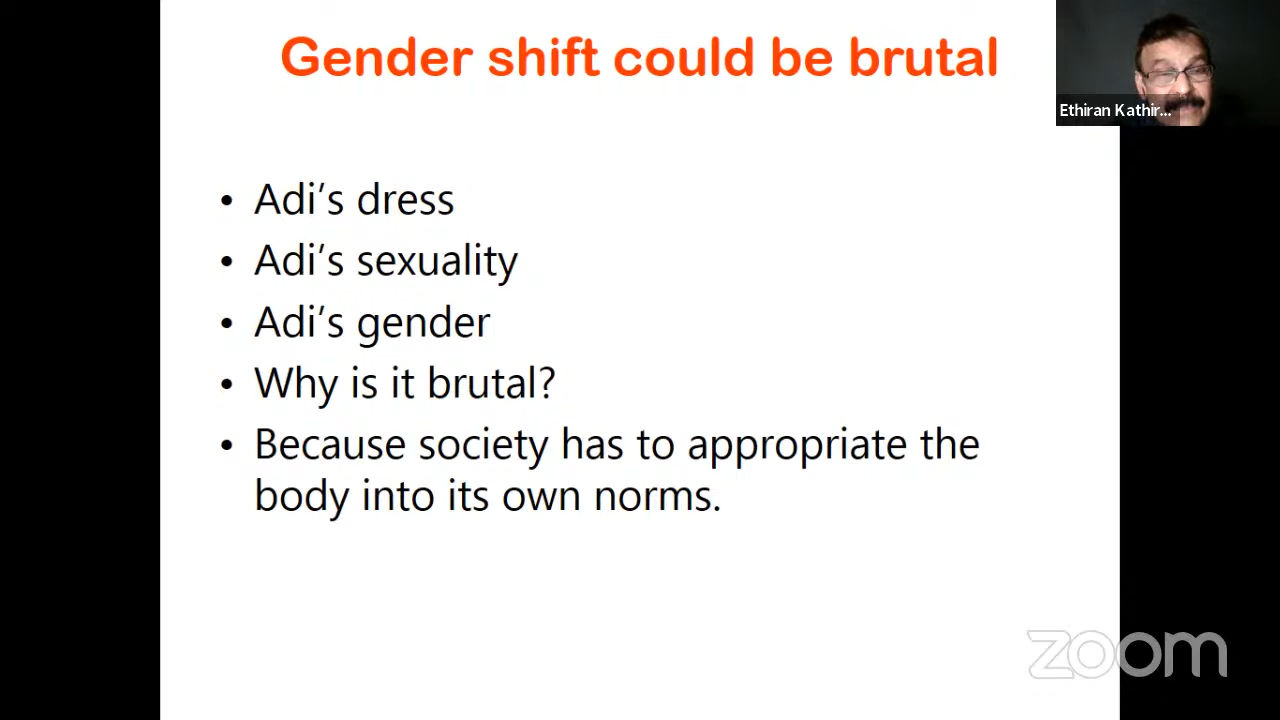 Gender shift could be brutal
Ethiran Kathir...
• Adi’s dress
• Adi’s sexuality
• Adi’s gender
• Why is it brutal?
• Because society has to appropriate the
body into its own norms.
zoom